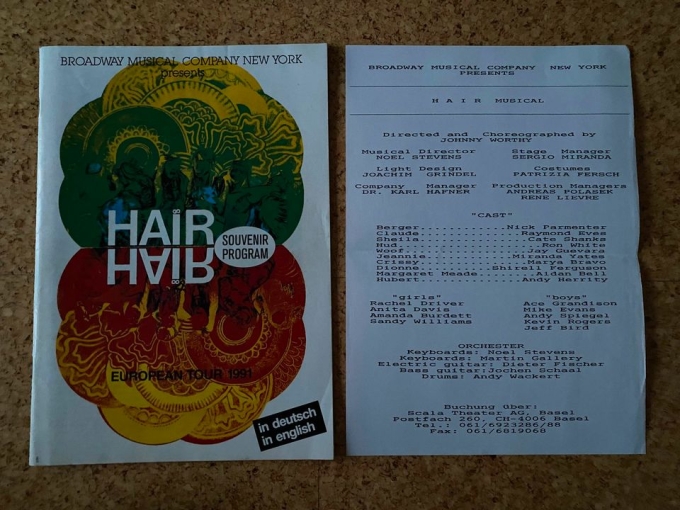 BROADWAY MUSICAL COMPANY NEW YORK
presents
HAIR
HAIR
SOUVENIR
PROGRAM
EUROPEAN TOUR 1991
in deutsch
in english
BROADWAY MUSICAL COMPANY NEW YORK
PRESENTS
HAIR MUSICAL
Directed and Choreographed by
JOHNNY WORTHY
Musical Director Stage Manager
NOEL STEVENS SERGIO MIRANDA
Light Design Costumes
JOACHIM GRINDEL PATRIZIA FERSCH
Company Manager Production Managers
DR. KARL HAFNER ANDREAS POLASEK
RENE LIEVRE
"CAST"
Berger............Nick Parmenter
Claude..............Raymond Eves
Sheila...............Cate Shanks
Hud....................Ron White
Woof.................Jay Guevara
Jeannie............Miranda Yates
Crissy...............Marya Bravo
Dionne..........Shirell Ferguson
Margaret Meade.......Aidan Bell
Hubert.............Andy Herrity
"girls" "boys"
Rachel Driver Ace Grandison
Anita Davis Mike Evans
Amanda Burdett Andy Spiegel
Sandy Williams Kevin Rogers
Jeff Bird
ORCHESTER
Keyboards: Noel Stevens
Keyboards: Martin Gallery
Electric guitar: Dieter Fischer
Bass guitar:Jochen Schaal
Drums: Andy Wackert
Buchung über:
Scala Theater AG, Basel
Postfach 260, CH-4006 Basel
Tel.: 061/6923286/88
Fax: 061/6819068